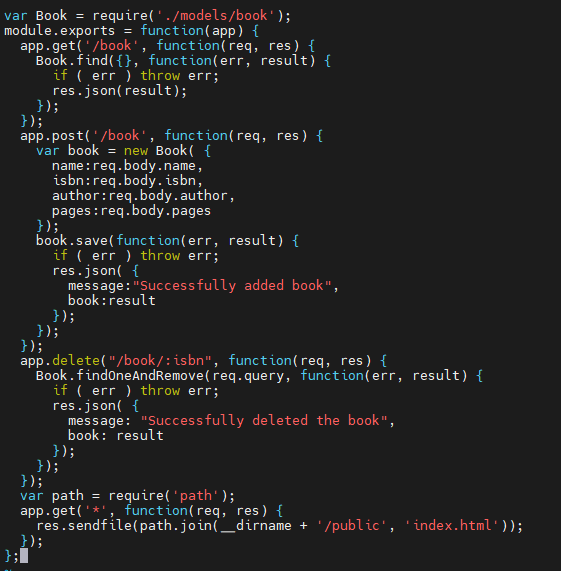 var Book = require('./models/book');
module.exports = function(app) {
  app.get('/book', function(req, res) {
    Book.find({}, function(err, result) {
      if ( err ) throw err;
      res.json(result);
    });
  });
  app.post('/book', function(req, res) {
    var book = new Book( {
      name:req.body.name,
      isbn:req.body.isbn,
      author:req.body.author,
      pages:req.body.pages
    });
    book.save(function(err, result) {
      if ( err ) throw err;
      res.json( {
        message:"Successfully added book",
        book:result
      });
    });
  });
  app.delete("/book/:isbn", function(req, res) {
    Book.findOneAndRemove(req.query, function(err, result) {
      if ( err ) throw err;
      res.json( {
        message: "Successfully deleted the book",
        book: result
      });
    });
  });
  var path = require('path');
  app.get('*', function(req, res) {
    res.sendfile(path.join(__dirname + '/public', 'index.html'));
  });
};